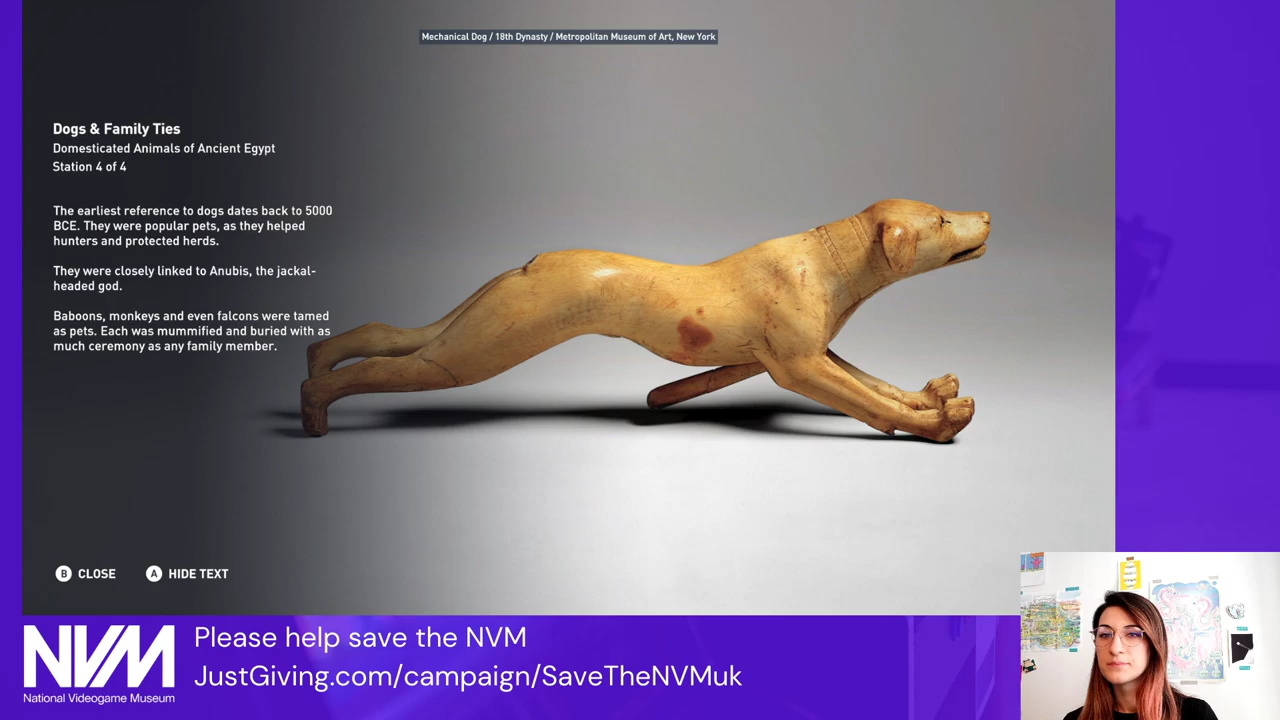 Mechanical Dog / 18th Dynasty / Metropolitan Museum of Art, New York
Dogs & Family Ties
Domesticated Animals of Ancient Egypt
Station 4 of 4
The earliest reference to dogs dates back to 5000
BCE. They were popular pets, as they helped
hunters and protected herds.
They were closely linked to Anubis, the jackal-
headed god.
Baboons, monkeys and even falcons were tamed
as pets. Each was mummified and buried with as
much ceremony as any family member.
B CLOSE
A HIDE TEXT
NVM
National Videogame Museum
Please help save the NVM
JustGiving.com/campaign/SaveTheNVMuk